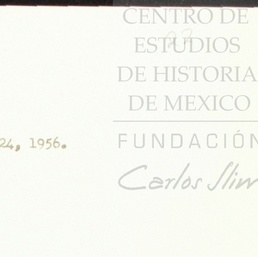 CENTRO DE
ESTUDIOS
DE HISTORIA
DE MEXICO
FUNDACIÓN
24, 1956.
Carlos Slim